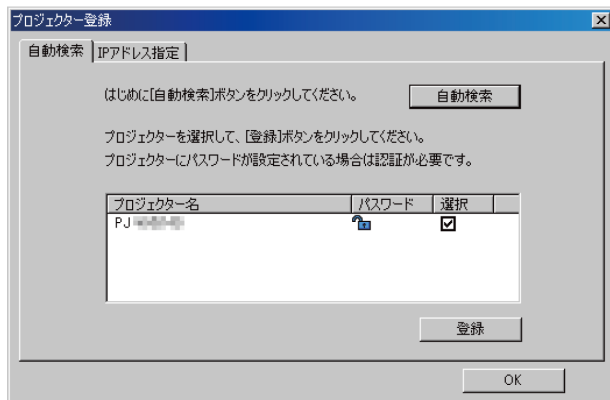 プロジェクター登録
自動検索 IPアドレス指定
はじめに[自動検索]ボタンをクリックしてください。 自動検索
プロジェクターを選択して、[登録]ボタンをクリックしてください。
プロジェクターにパスワードが設定されている場合は認証が必要です。
プロジェクター名 パスワード 選択
PJ
登録
OK